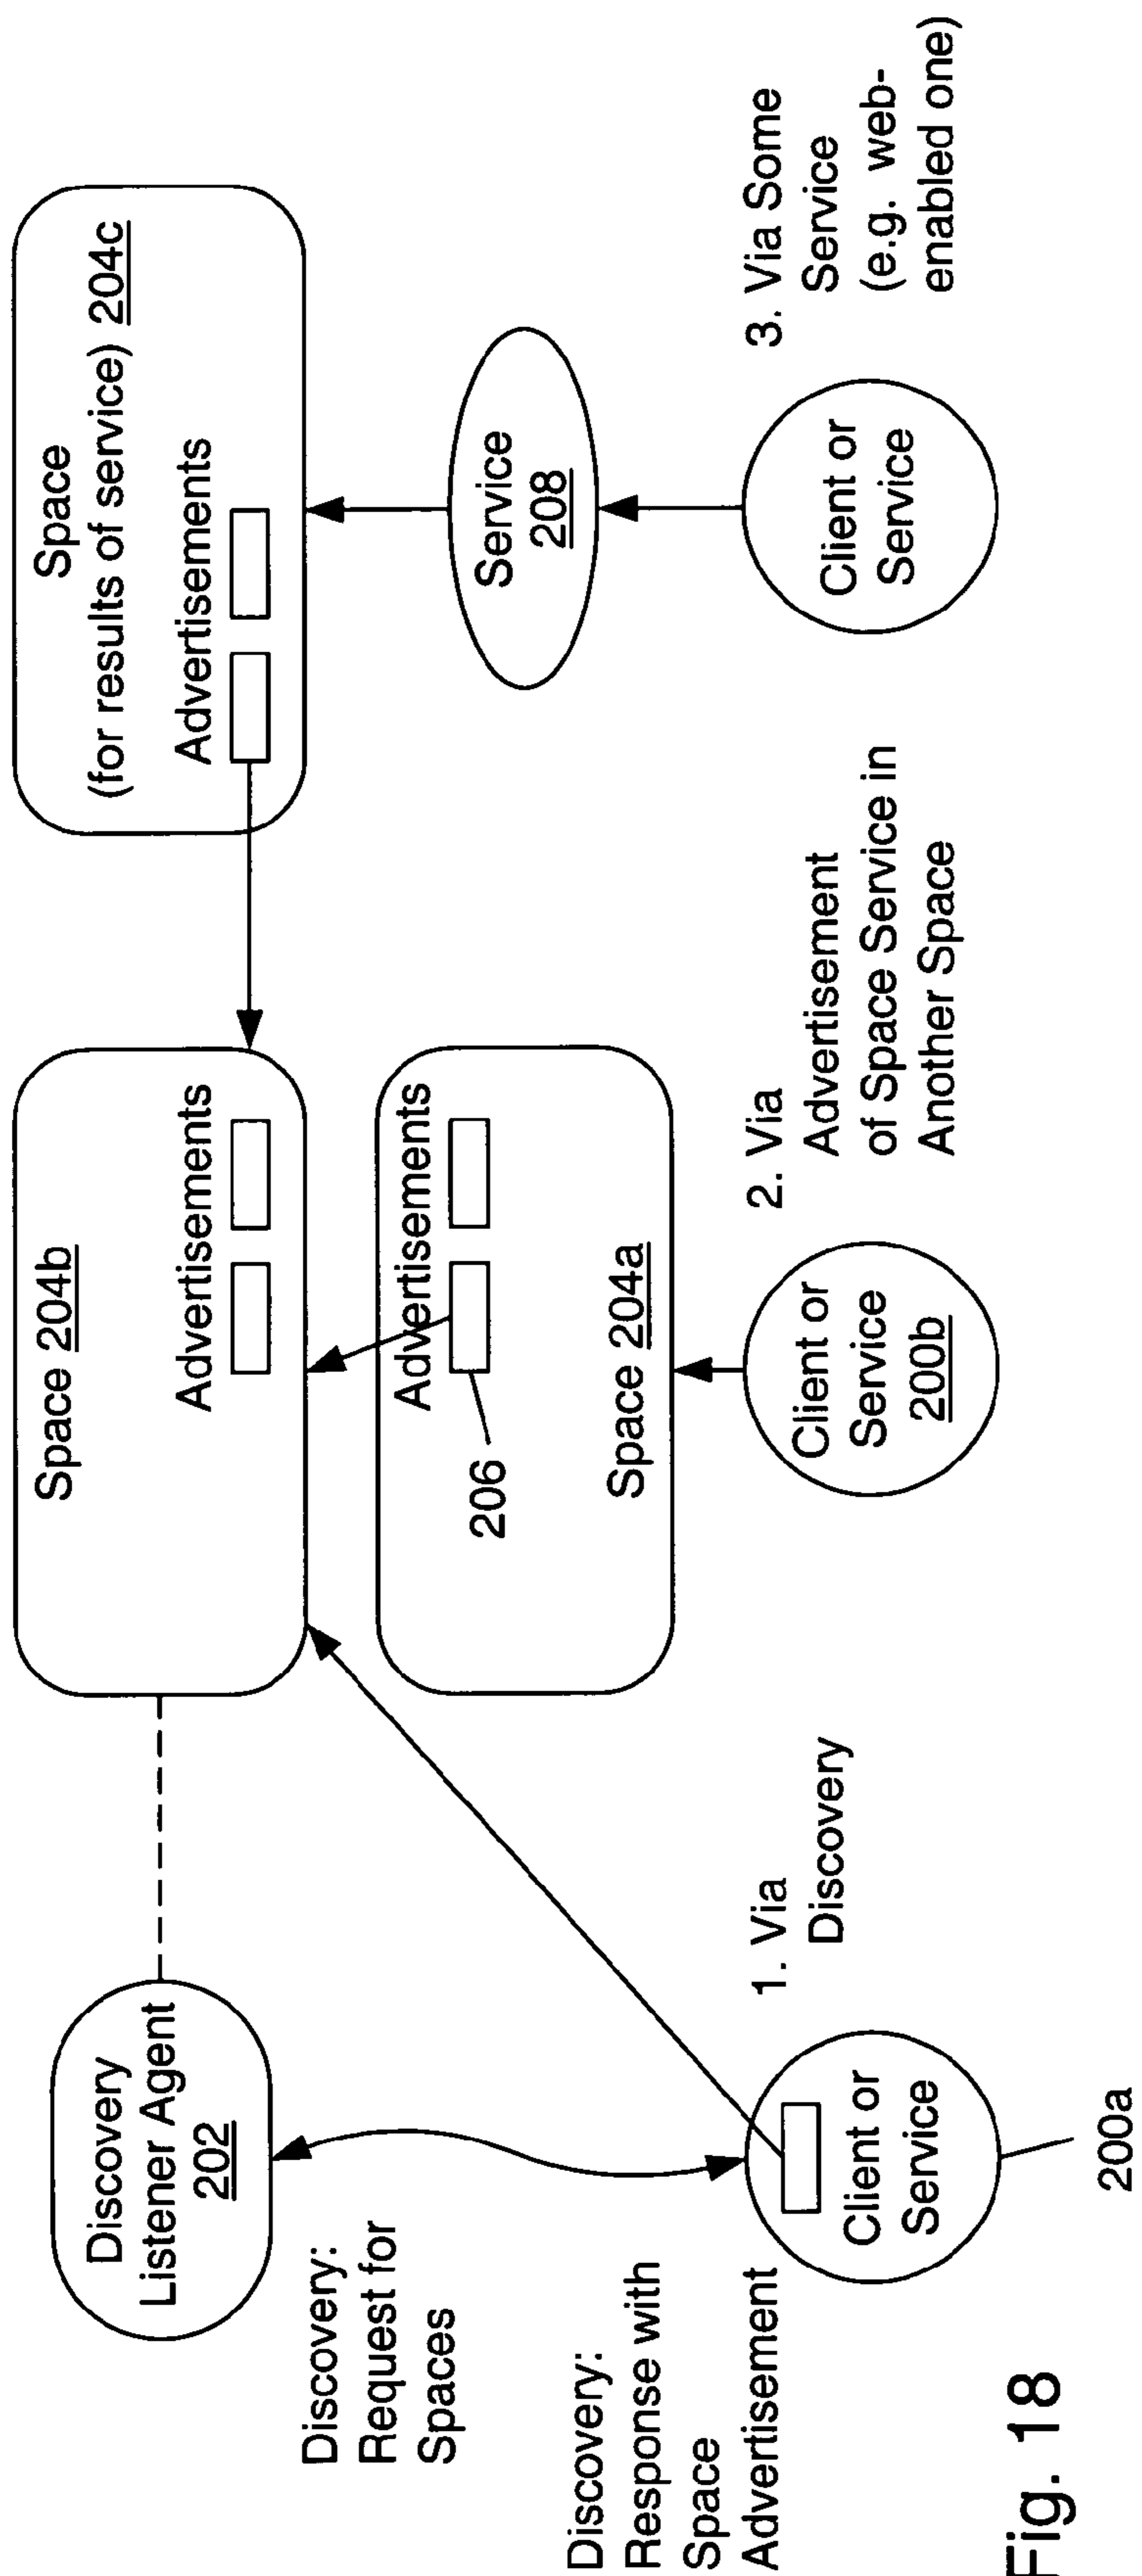 Discovery
Listener Agent
202
Discovery:
Request for
Spaces
Discovery:
Response with
Space
Advertisement
Client or
Service
200a
1. Via
Discovery
Space 204b
Advertisements
Advertisements
206
Space 204a
Client or
Service
200b
2. Via
Advertisement
of Space Service in
Another Space
Space
(for results of service) 204c
Advertisements
Service
208
Client or
Service
3. Via Some
Service
(e.g. web-
enabled one)
Fig. 18